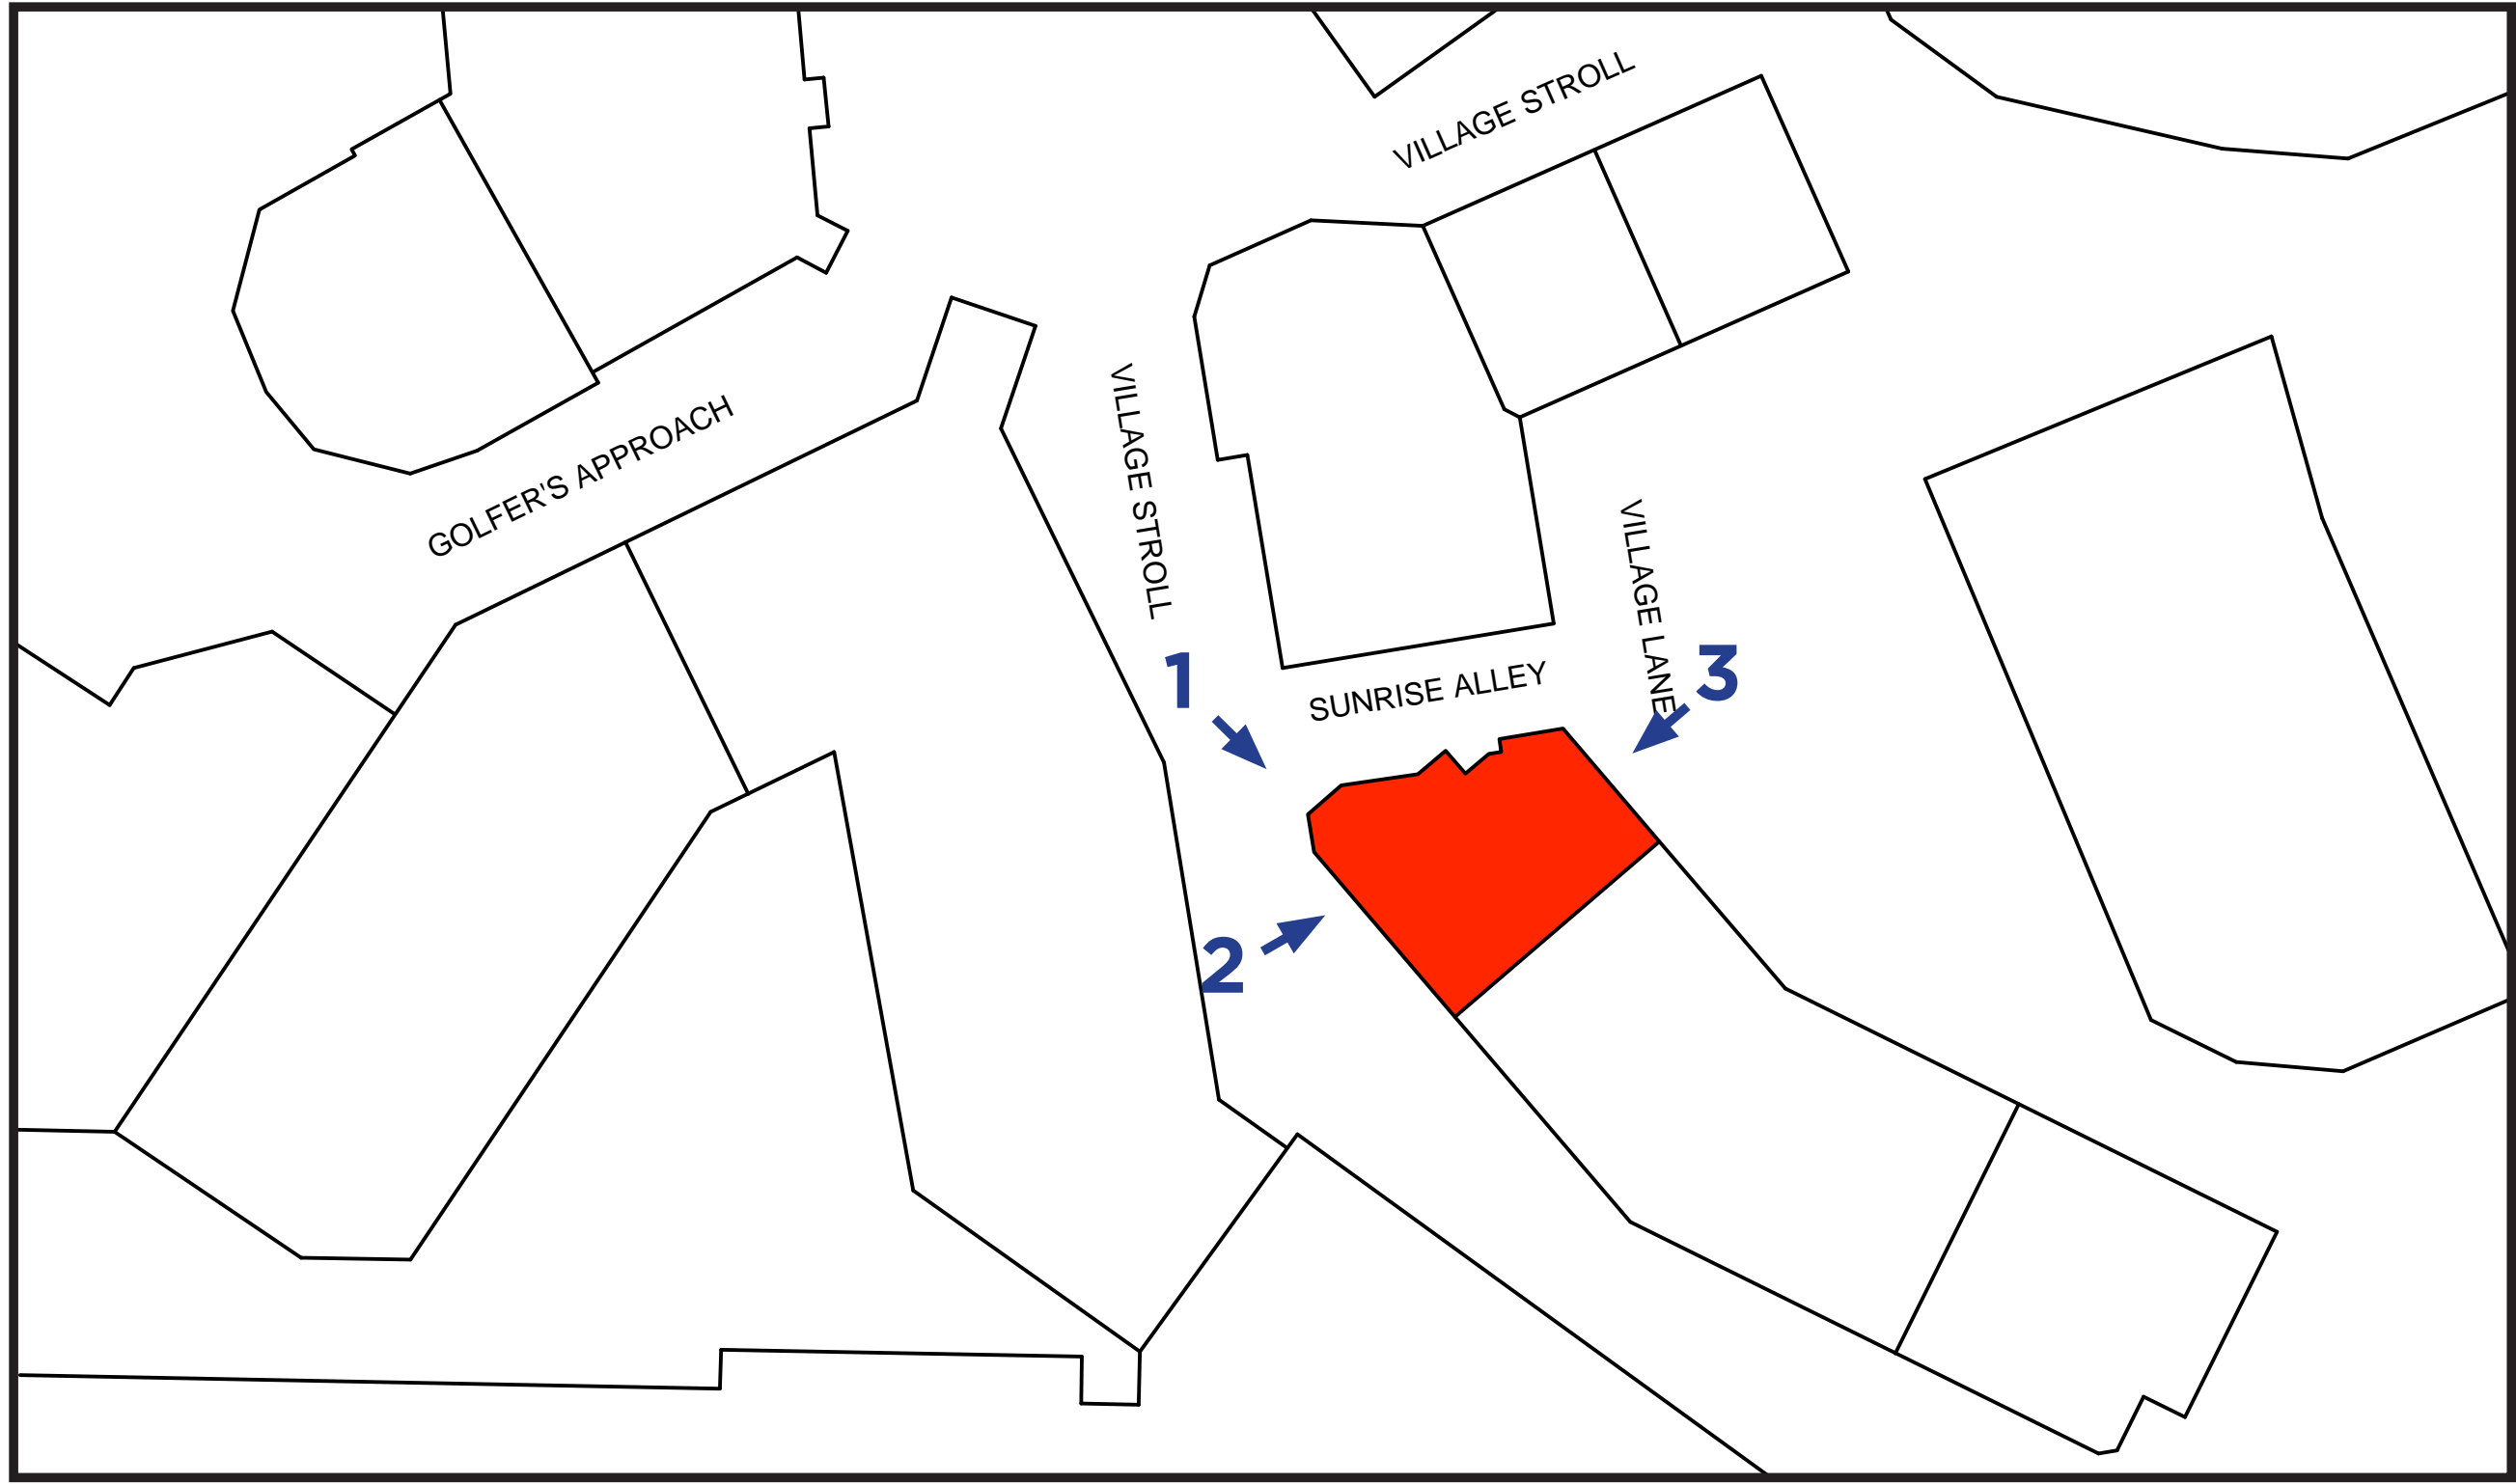 VILLAGE STROLL
GOLFER'S APPROACH
VILLAGE STROLL
VILLAGE LANE
1
3
SUNRISE ALLEY
2